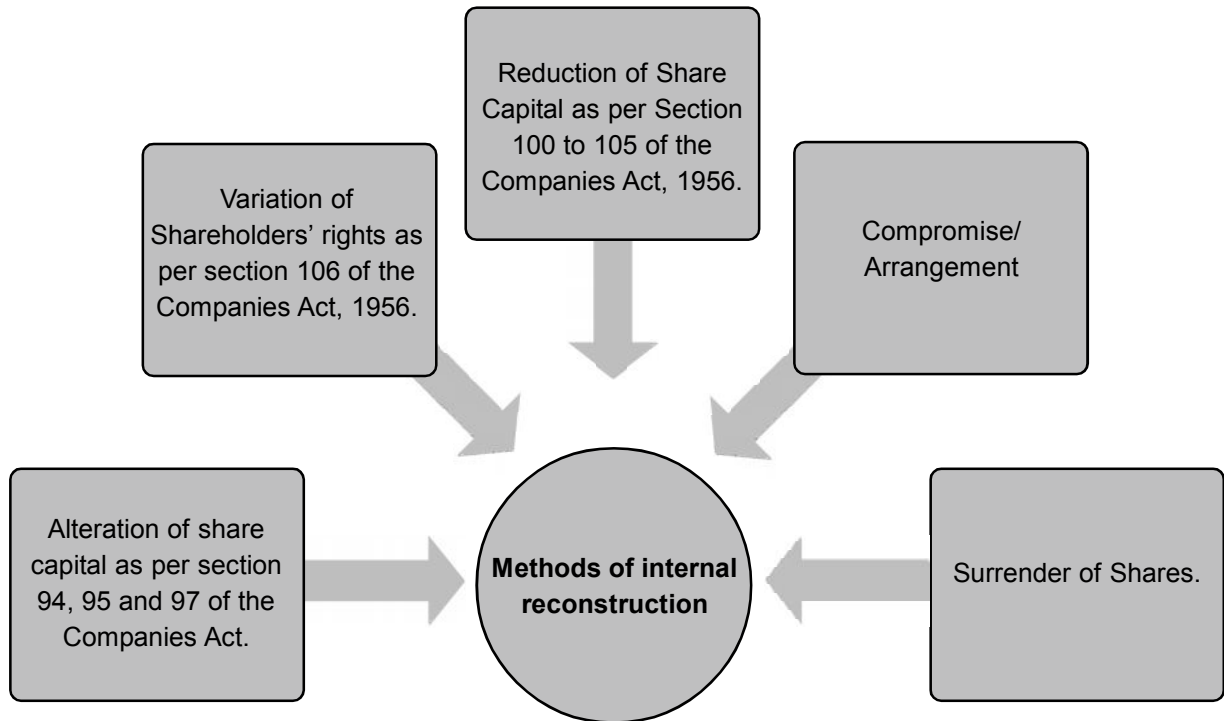 Reduction of Share
Capital as per Section
100 to 105 of the
Companies Act, 1956.
Variation of
Shareholders’ rights as
per section 106 of the
Companies Act, 1956.
Compromise/
Arrangement
Alteration of share
capital as per section
94, 95 and 97 of the
Companies Act.
Methods of internal
reconstruction
Surrender of Shares.